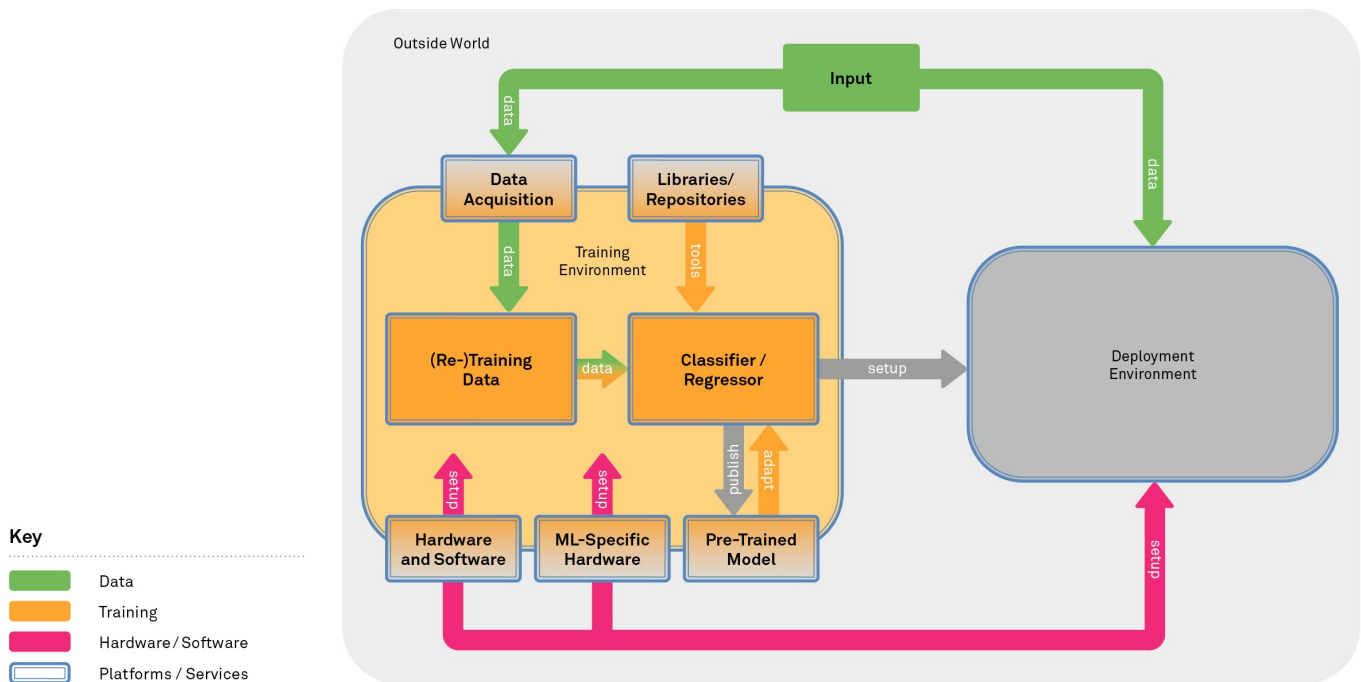 Outside World
Input
data
data
Data
Acquisition
Libraries/
Repositories
data
Training
Environment
tools
(Re-)Training
Data
data
Classifier /
Regressor
setup
Deployment
Environment
setup
setup
publish
adapt
Hardware
and Software
ML-Specific
Hardware
Pre-Trained
Model
setup
Key
Data
Training
Hardware / Software
Platforms / Services